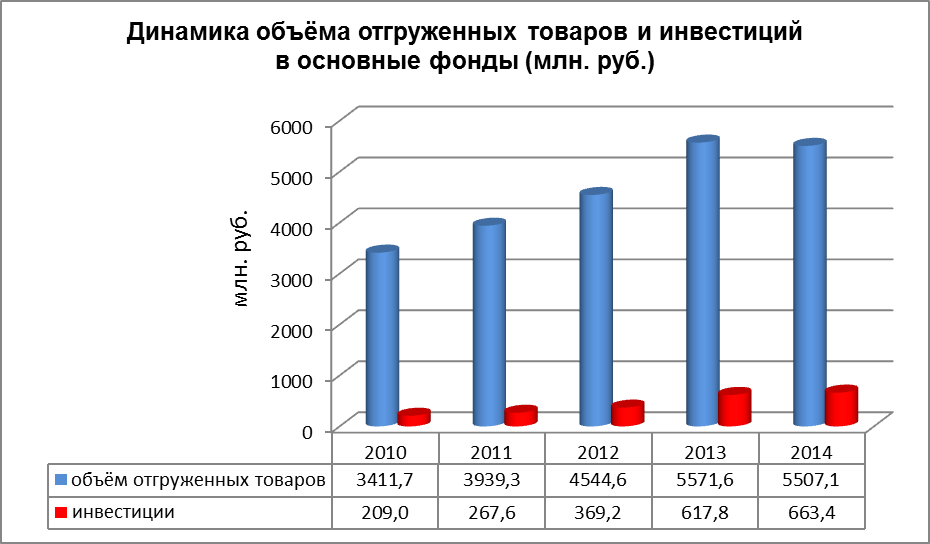 Динамика объёма отгруженных товаров и инвестиций
в основные фонды (млн. руб.)
млн. руб.
6000
5000
4000
3000
2000
1000
0
2010 2011 2012 2013 2014
объём отгруженных товаров 3411,7 3939,3 4544,6 5571,6 5507,1
инвестиции 209,0 267,6 369,2 617,8 663,4